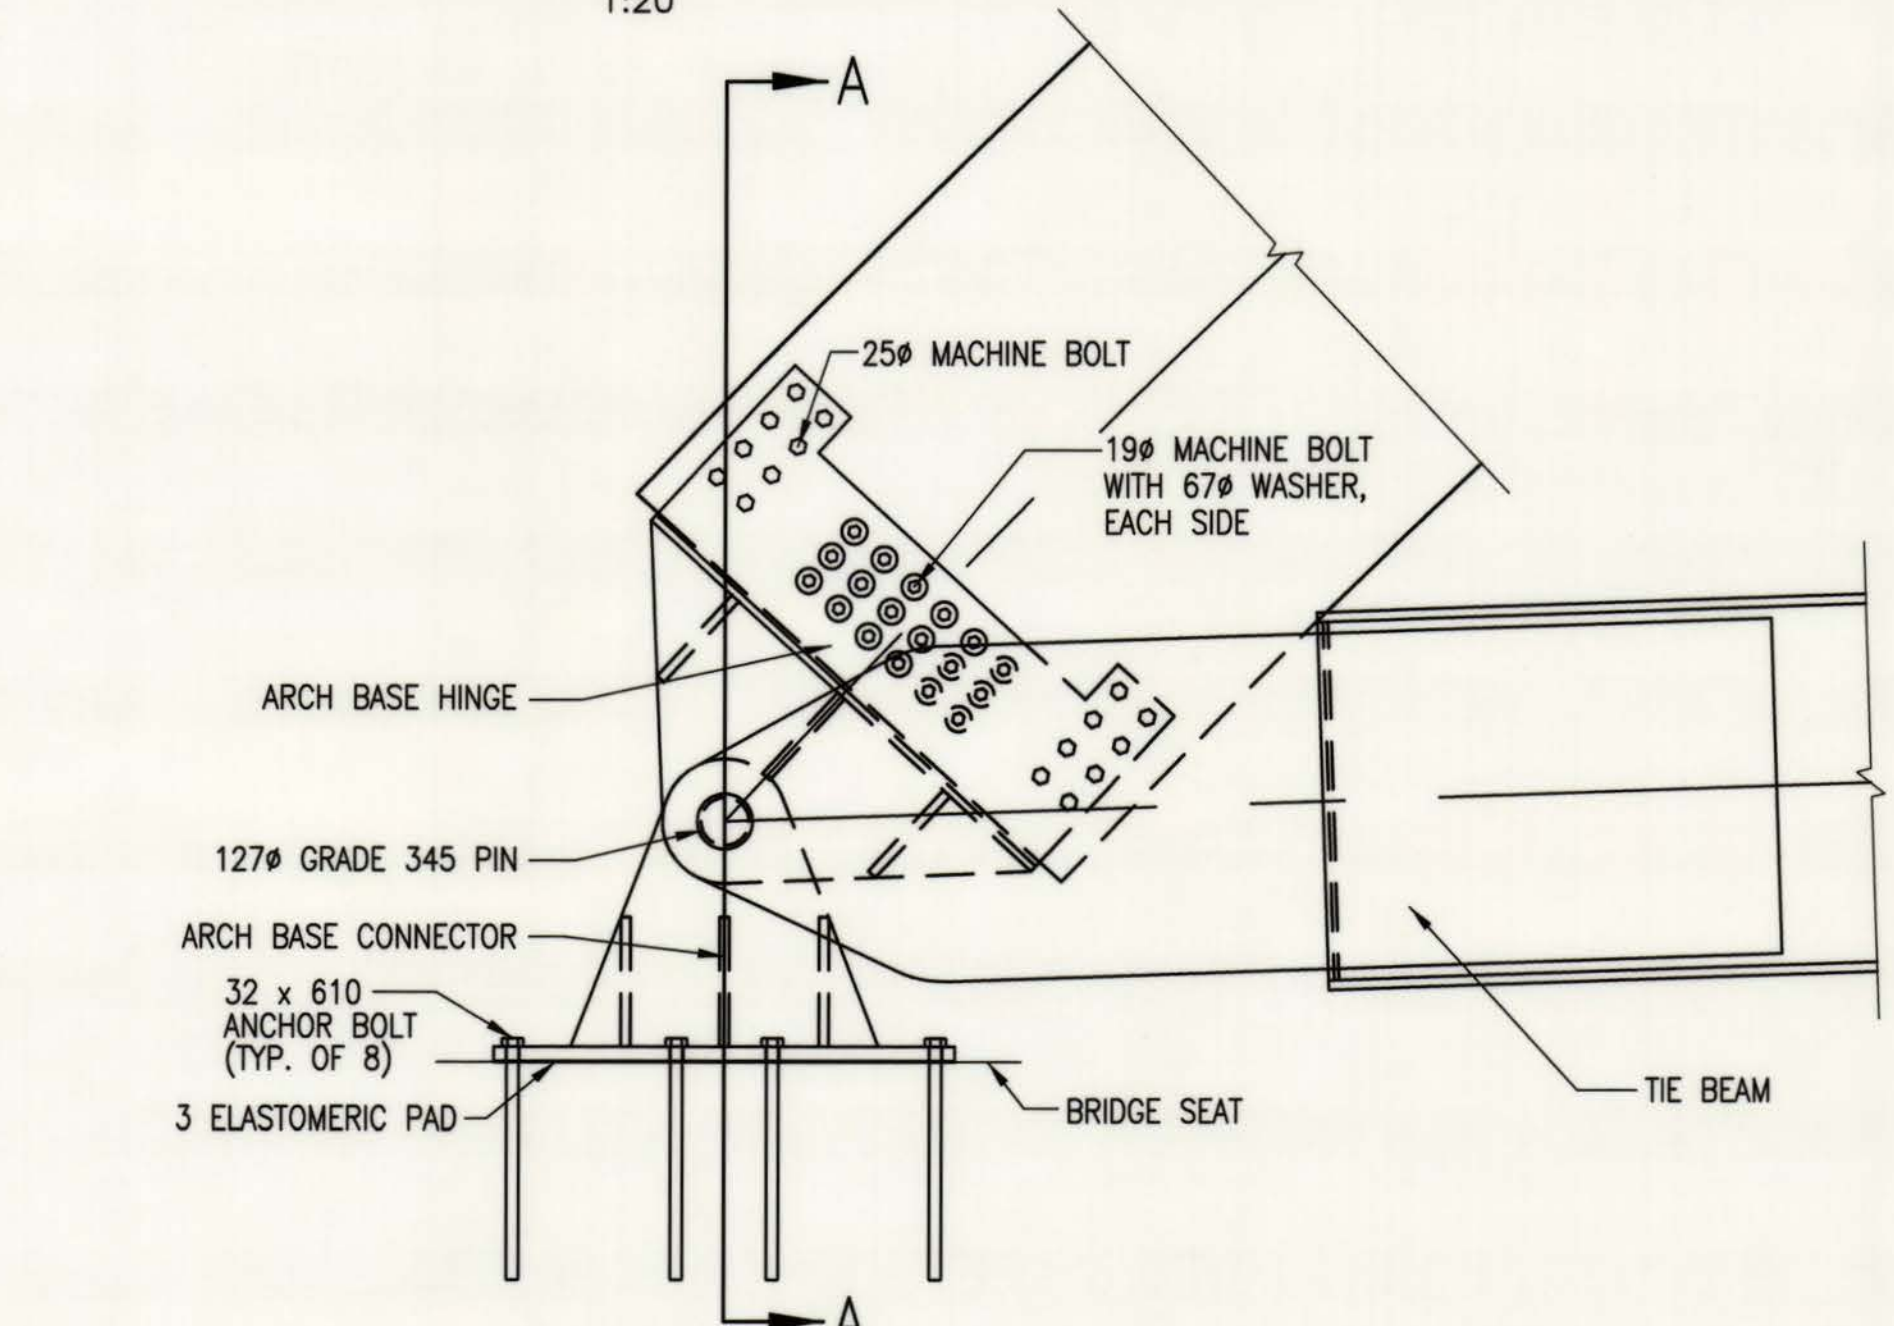 1:20
A
25ø MACHINE BOLT
19ø MACHINE BOLT
WITH 67ø WASHER,
EACH SIDE
ARCH BASE HINGE
127ø GRADE 345 PIN
ARCH BASE CONNECTOR
32 x 610
ANCHOR BOLT
(TYP. OF 8)
3 ELASTOMERIC PAD
BRIDGE SEAT
TIE BEAM
A